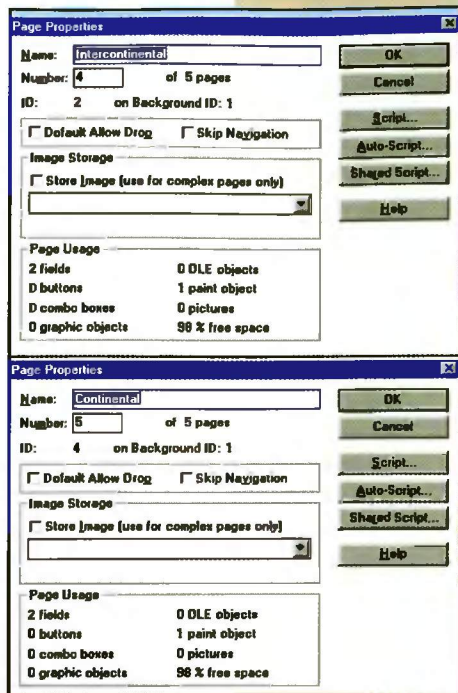 Page Properties
Name: Intercontinental
OK
Number: 4 of 5 pages
Cancel
ID: 2 on Background ID: 1
Script...
Default Allow Drop Skip Navigation
Auto-Script...
Image Storage
Shared Script...
Store Image (use for complex pages only)
Help
Page Usage
2 fields 0 OLE objects
0 buttons 1 paint object
0 combo boxes 0 pictures
0 graphic objects 98 % free space
Page Properties
Name: Continental
OK
Number: 5 of 5 pages
Cancel
ID: 4 on Background ID: 1
Script...
Default Allow Drop Skip Navigation
Auto-Script...
Image Storage
Shared Script...
Store Image (use for complex pages only)
Help
Page Usage
2 fields 0 OLE objects
0 buttons 1 paint object
0 combo boxes 0 pictures
0 graphic objects 98 % free space